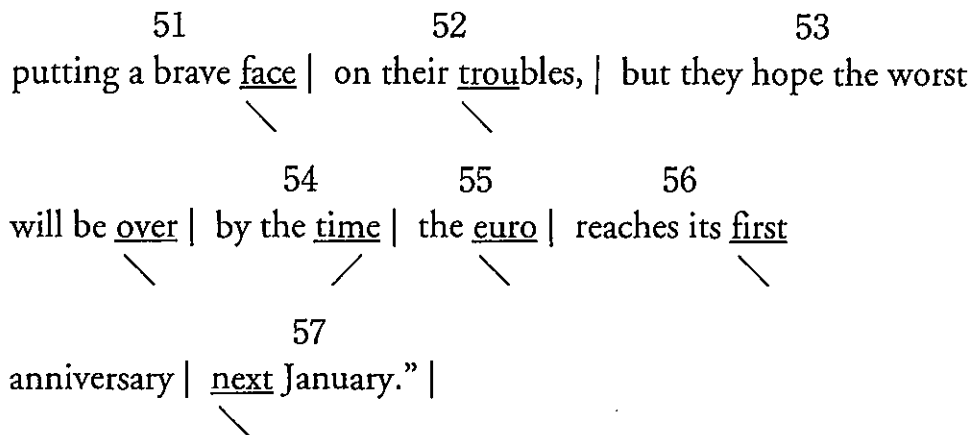 51 52 53
putting a brave face | on their troubles, | but they hope the worst
54 55 56
will be over | by the time | the euro | reaches its first
57
anniversary | next January.” |